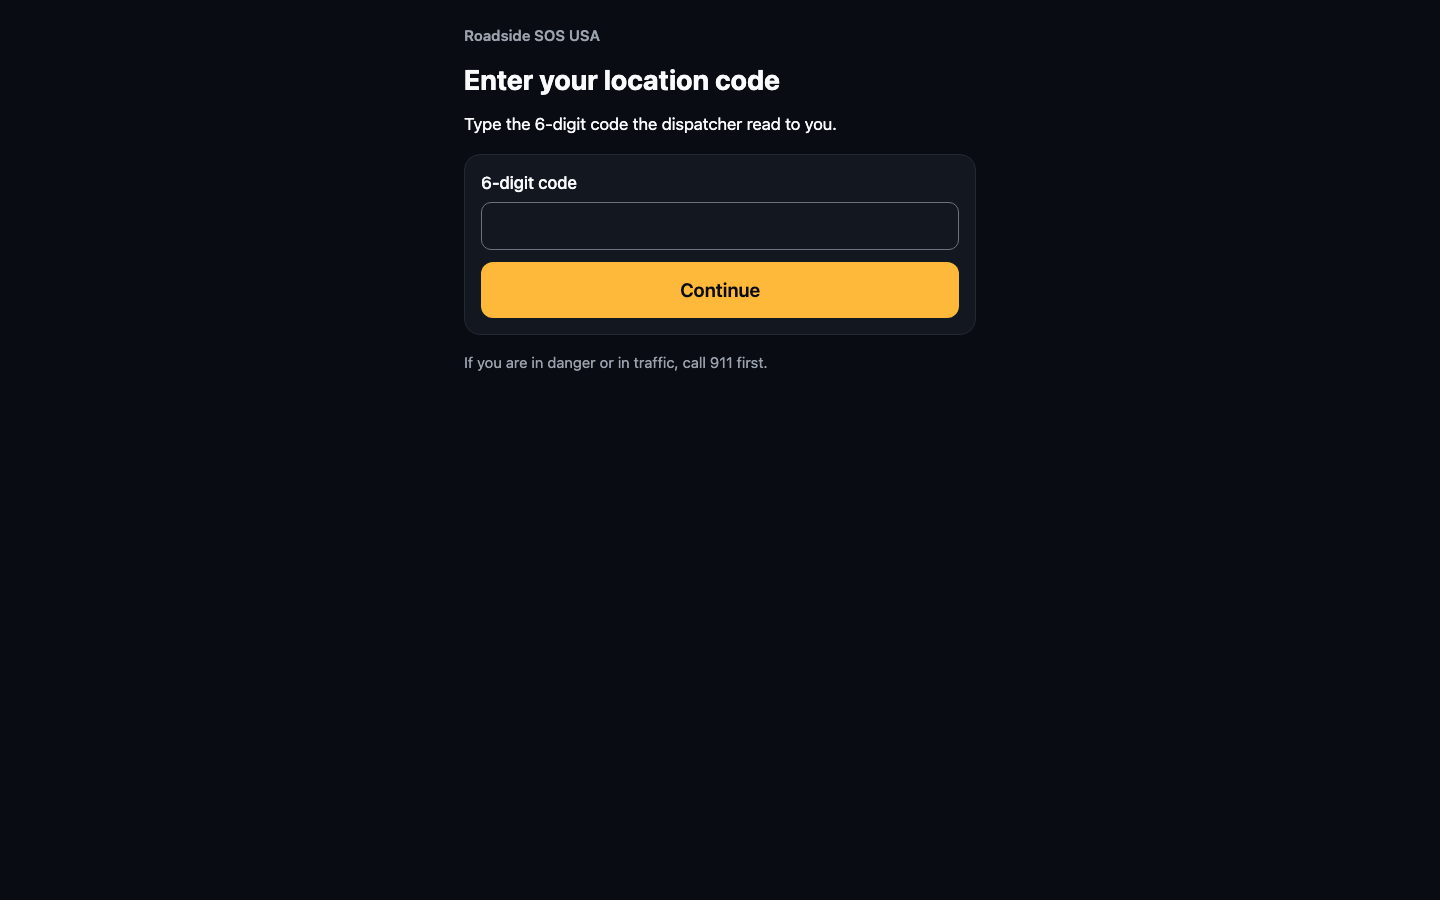 Roadside SOS USA
Enter your location code
Type the 6-digit code the dispatcher read to you.
6-digit code
Continue
If you are in danger or in traffic, call 911 first.